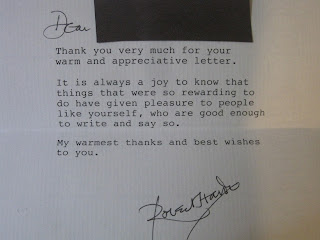 Dear
Thank you very much for your
warm and appreciative letter.
It is always a joy to know that
things that were so rewarding to
do have given pleasure to people
like yourself, who are good enough
to write and say so.
My warmest thanks and best wishes
to you.
Robert Hardy